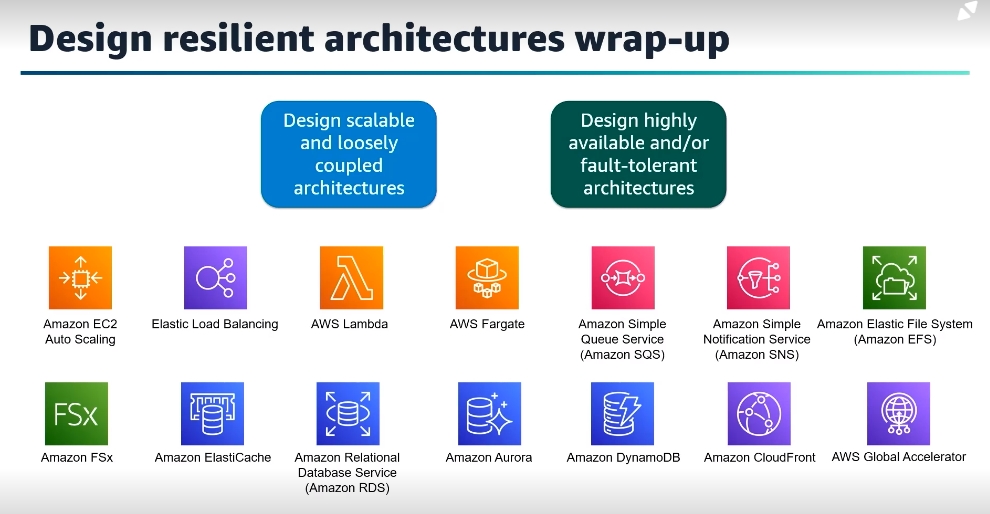 Design resilient architectures wrap-up
Design scalable
and loosely
coupled
architectures
Design highly
available and/or
fault-tolerant
architectures
Amazon EC2
Auto Scaling
Elastic Load Balancing
AWS Lambda
AWS Fargate
Amazon Simple
Queue Service
(Amazon SQS)
Amazon Simple
Notification Service
(Amazon SNS)
Amazon Elastic File System
(Amazon EFS)
FSx
Amazon FSx
Amazon ElastiCache
Amazon Relational
Database Service
(Amazon RDS)
Amazon Aurora
Amazon DynamoDB
Amazon CloudFront
AWS Global Accelerator